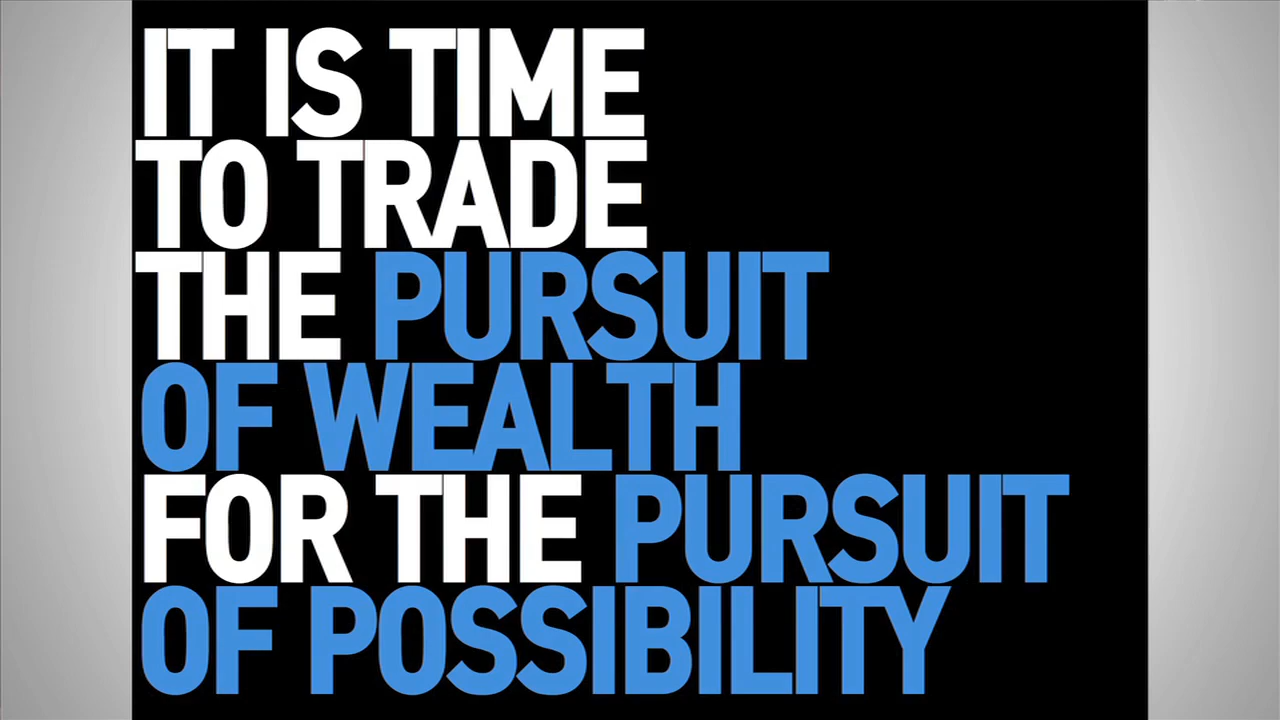 IT IS TIME
TO TRADE
THE PURSUIT
OF WEALTH
FOR THE PURSUIT
OF POSSIBILITY